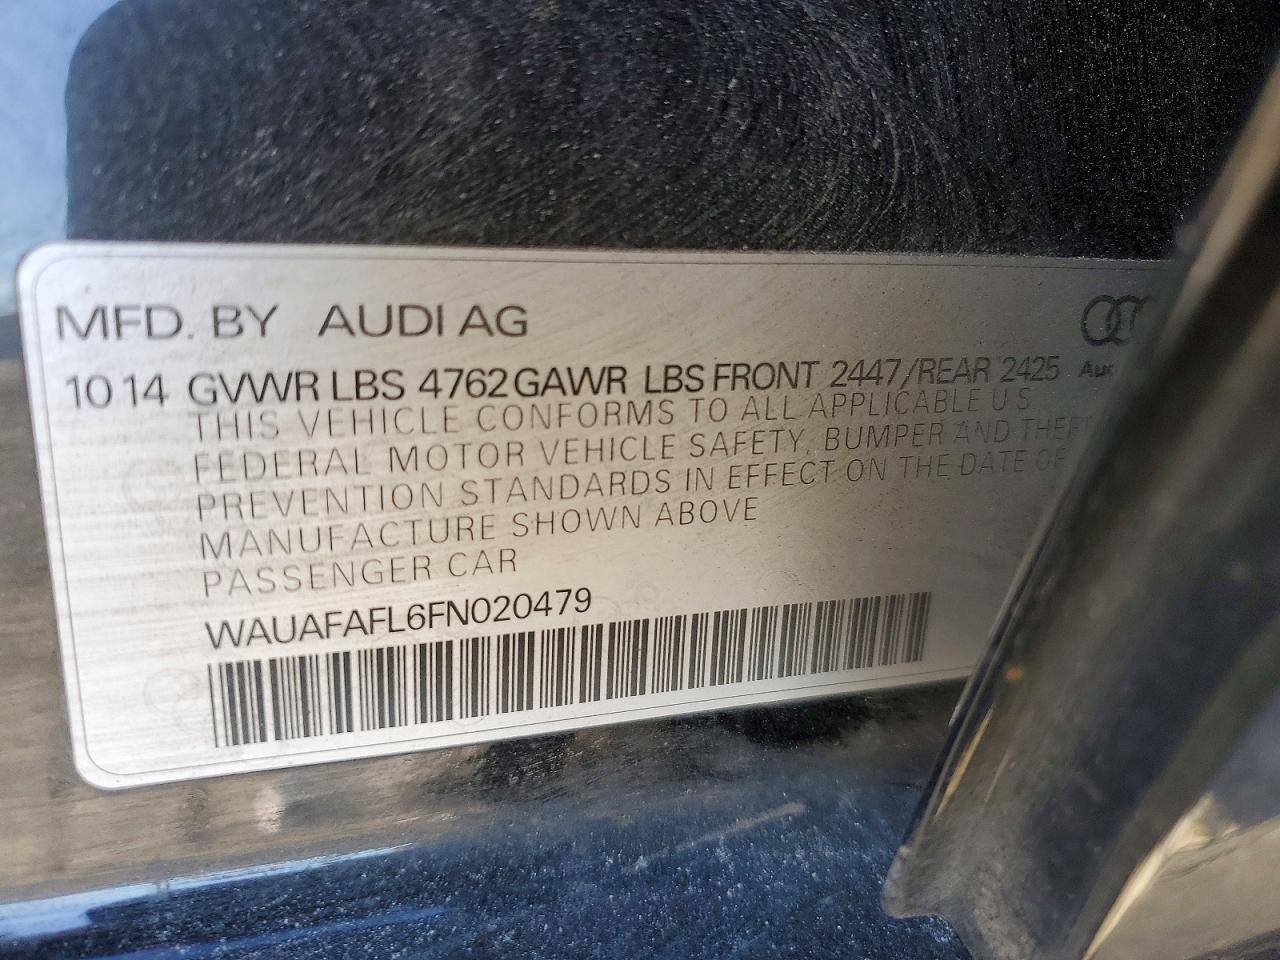 MFD. BY AUDI AG
10 14 GVWR LBS 4762 GAWR LBS FRONT 2447/REAR 2425
THIS VEHICLE CONFORMS TO ALL APPLICABLE U S
FEDERAL MOTOR VEHICLE SAFETY, BUMPER AND THEFT
PREVENTION STANDARDS IN EFFECT ON THE DATE OF
MANUFACTURE SHOWN ABOVE
PASSENGER CAR
WAUAFAFL6FN020479